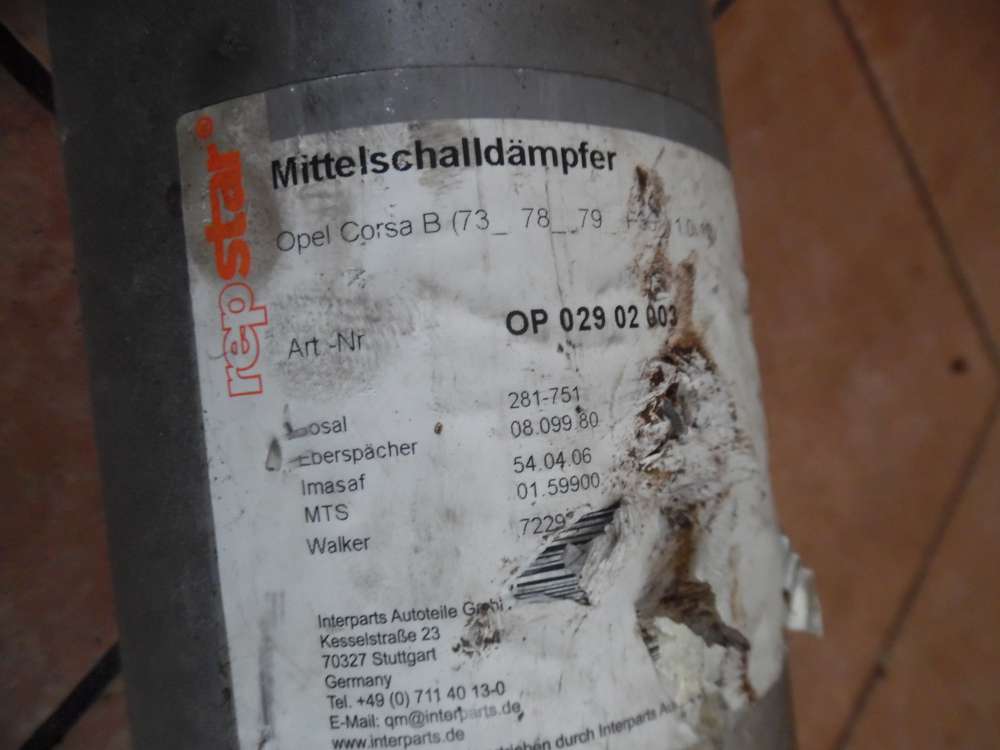 repstar
Mittelschalldämpfer
Opel Corsa B (73_ 78_ 79_
Art.-Nr. OP 029 02 003
osal 281-751
Eberspächer 08.099.80
Imasaf 54.04.06
MTS 01.59900
Walker 7229
Interparts Autoteile
Kesselstraße 23
70327 Stuttgart
Germany
Tel. +49 (0) 711 40 13-0
E-Mail: qm@interparts.de
www.interparts.de
durch Interparts